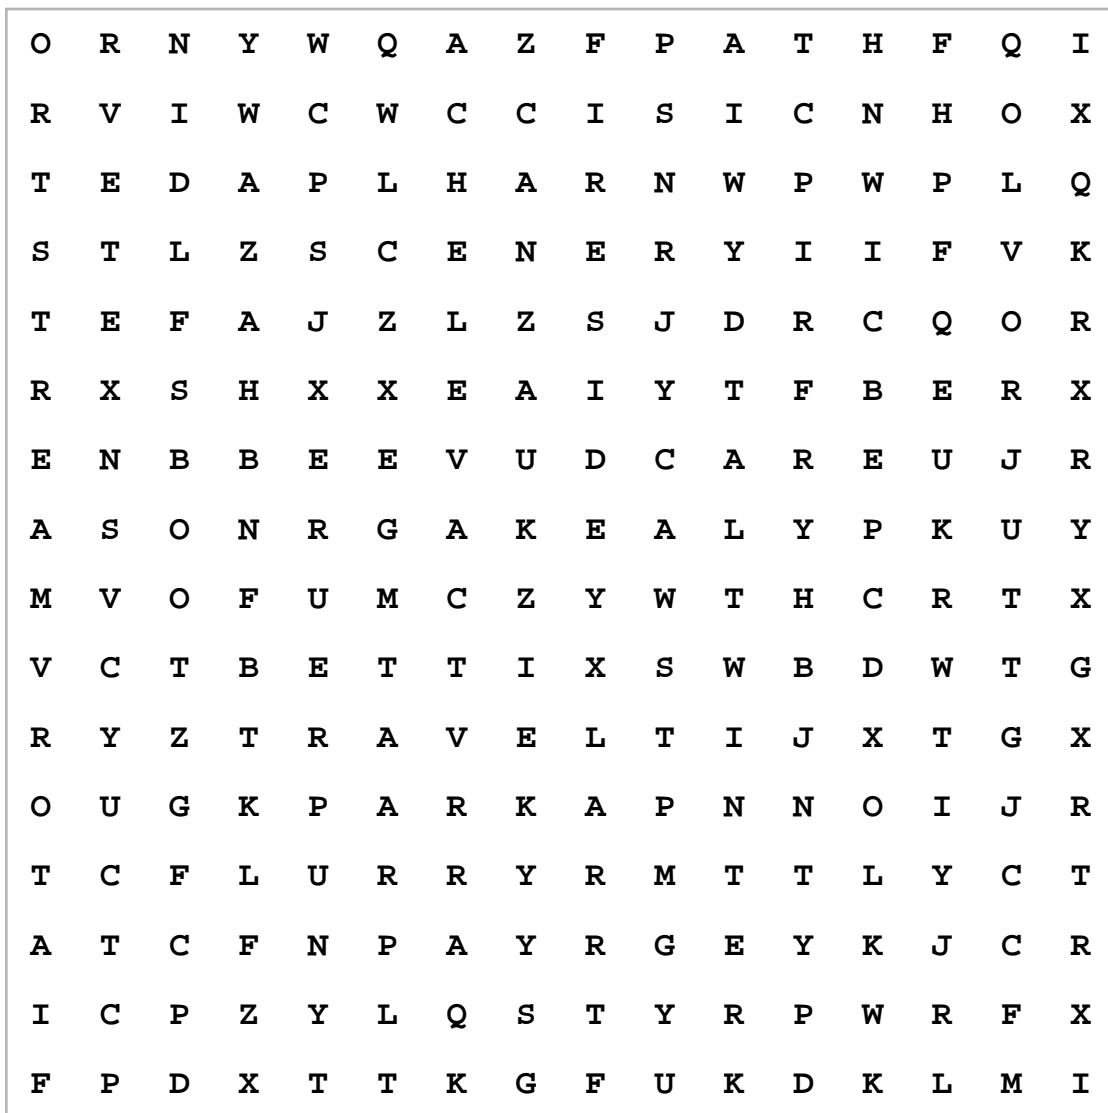 O R N Y W Q A Z F P A T H F Q I
R V I W C W C C I S I C N H O X
T E D A P L H A R N W P W P L Q
S T L Z S C E N E R Y I I F V K
T E F A J Z L Z S J D R C Q O R
R X S H X X E A I Y T F B E R X
E N B B E E V U D C A R E U J R
A S O N R G A K E A L Y P K U Y
M V O F U M C Z Y W T H C R T X
V C T B E T T I X S W B D W T G
R Y Z T R A V E L T I J X T G X
O U G K P A R K A P N N O I J R
T C F L U R R Y R M T T L Y C T
A T C F N P A Y R G E Y K J C R
I C P Z Y L Q S T Y R P W R F X
F P D X T T K G F U K D K L M I